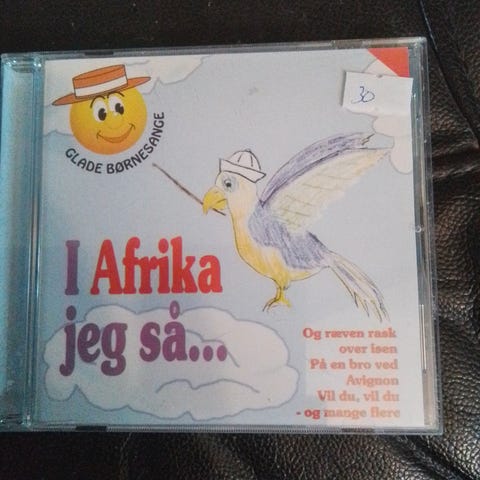 GLADE BØRNESANGE
30
I Afrika
jeg så...
Og ræven rask
over isen
På en bro ved
Avignon
Vil du, vil du
- og mange flere